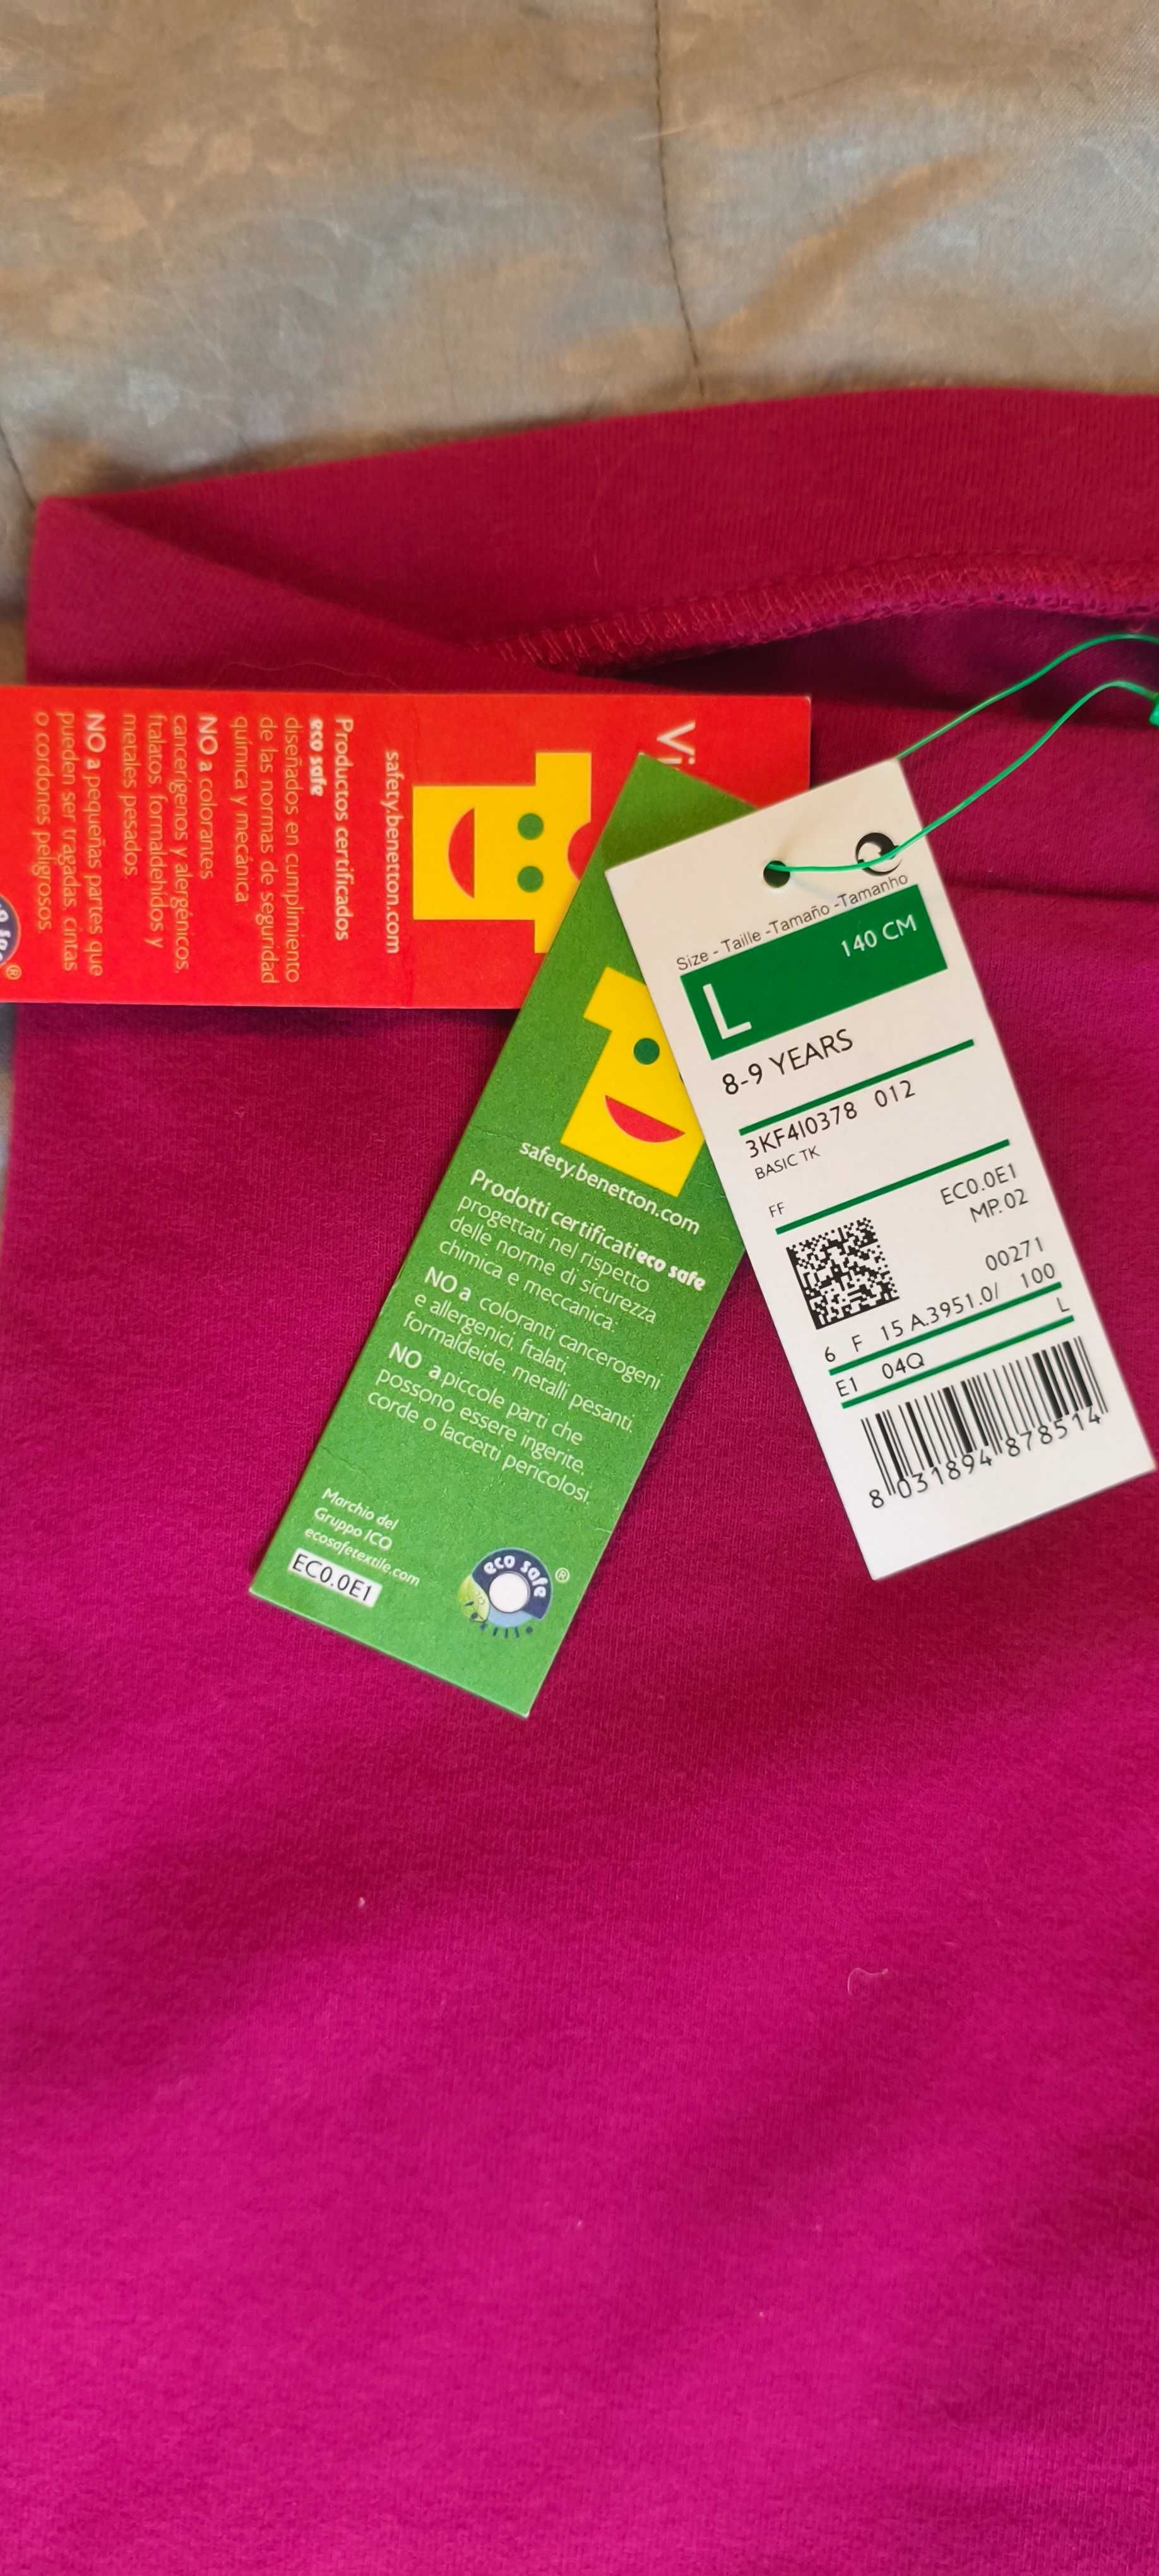 Vi
safety.benetton.com
Productos certificados
eco safe
diseñados en cumplimiento
de las normas de seguridad
química y mecánica
NO a colorantes
cancerígenos y alergénicos,
ftalatos, formaldehidos y
metales pesados.
NO a pequeñas partes que
pueden ser tragadas, cintas
o cordones peligrosos.
®
safety.benetton.com
Prodotti certificati eco safe
progettati nel rispetto
delle norme di sicurezza
chimica e meccanica:
NO a coloranti cancerogeni
e allergenici, ftalati,
formaldeide, metalli pesanti.
NO a piccole parti che
possono essere ingerite,
corde o laccetti pericolosi.
Marchio del
Gruppo ICO
ecosafetextile.com
EC0.0E1
eco safe ®
Size - Taille -Tamaño -Tamanho
140 CM
L
8-9 YEARS
3KF4I0378 012
BASIC TK
FF
EC0.0E1
MP.02
00271
6 F 15 A.3951.0/ 100
E1 04Q L
8 031894 878514